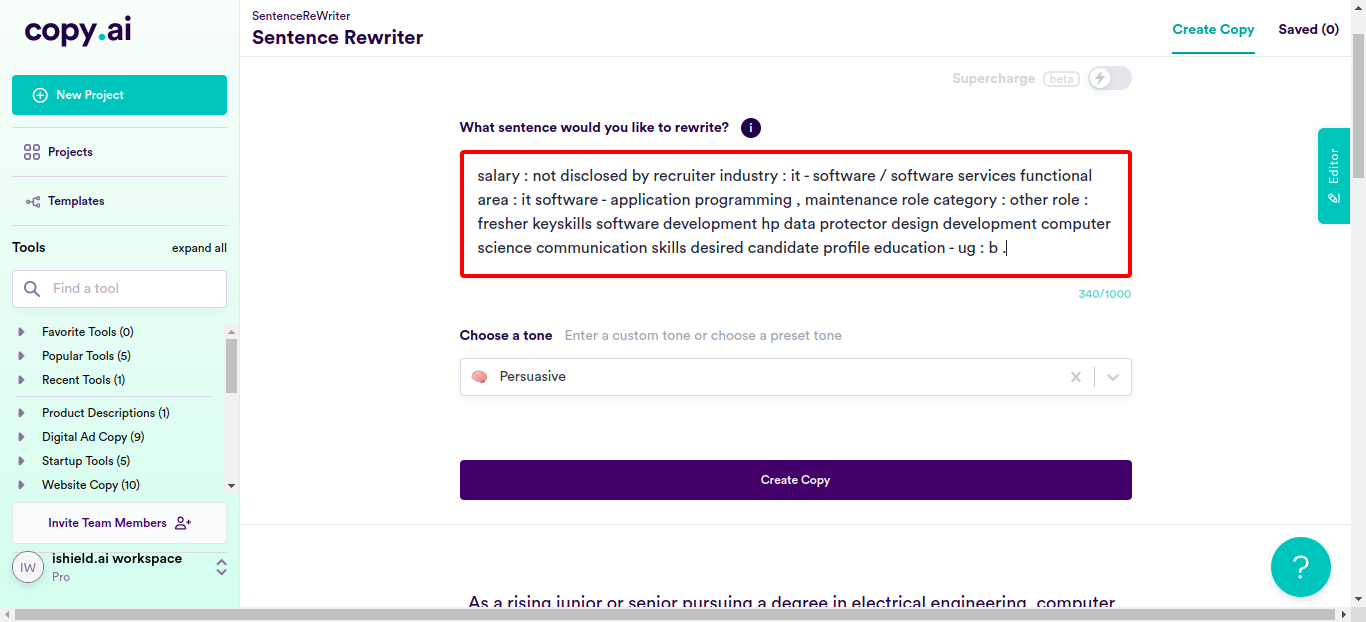 copy.ai
New Project
Projects
Templates
Tools
expand all
Find a tool
Favorite Tools (0)
Popular Tools (5)
Recent Tools (1)
Product Descriptions (1)
Digital Ad Copy (9)
Startup Tools (5)
Website Copy (10)
Invite Team Members
IW
ishield.ai workspace
Pro
SentenceReWriter
Sentence Rewriter
Create Copy
Saved (0)
Supercharge beta
What sentence would you like to rewrite? i
salary : not disclosed by recruiter industry : it - software / software services functional
area : it software - application programming , maintenance role category : other role :
fresher keyskills software development hp data protector design development computer
science communication skills desired candidate profile education - ug : b .
340/1000
Choose a tone Enter a custom tone or choose a preset tone
Persuasive
Create Copy
As a rising junior or senior pursuing a degree in electrical engineering, computer
Editor
?